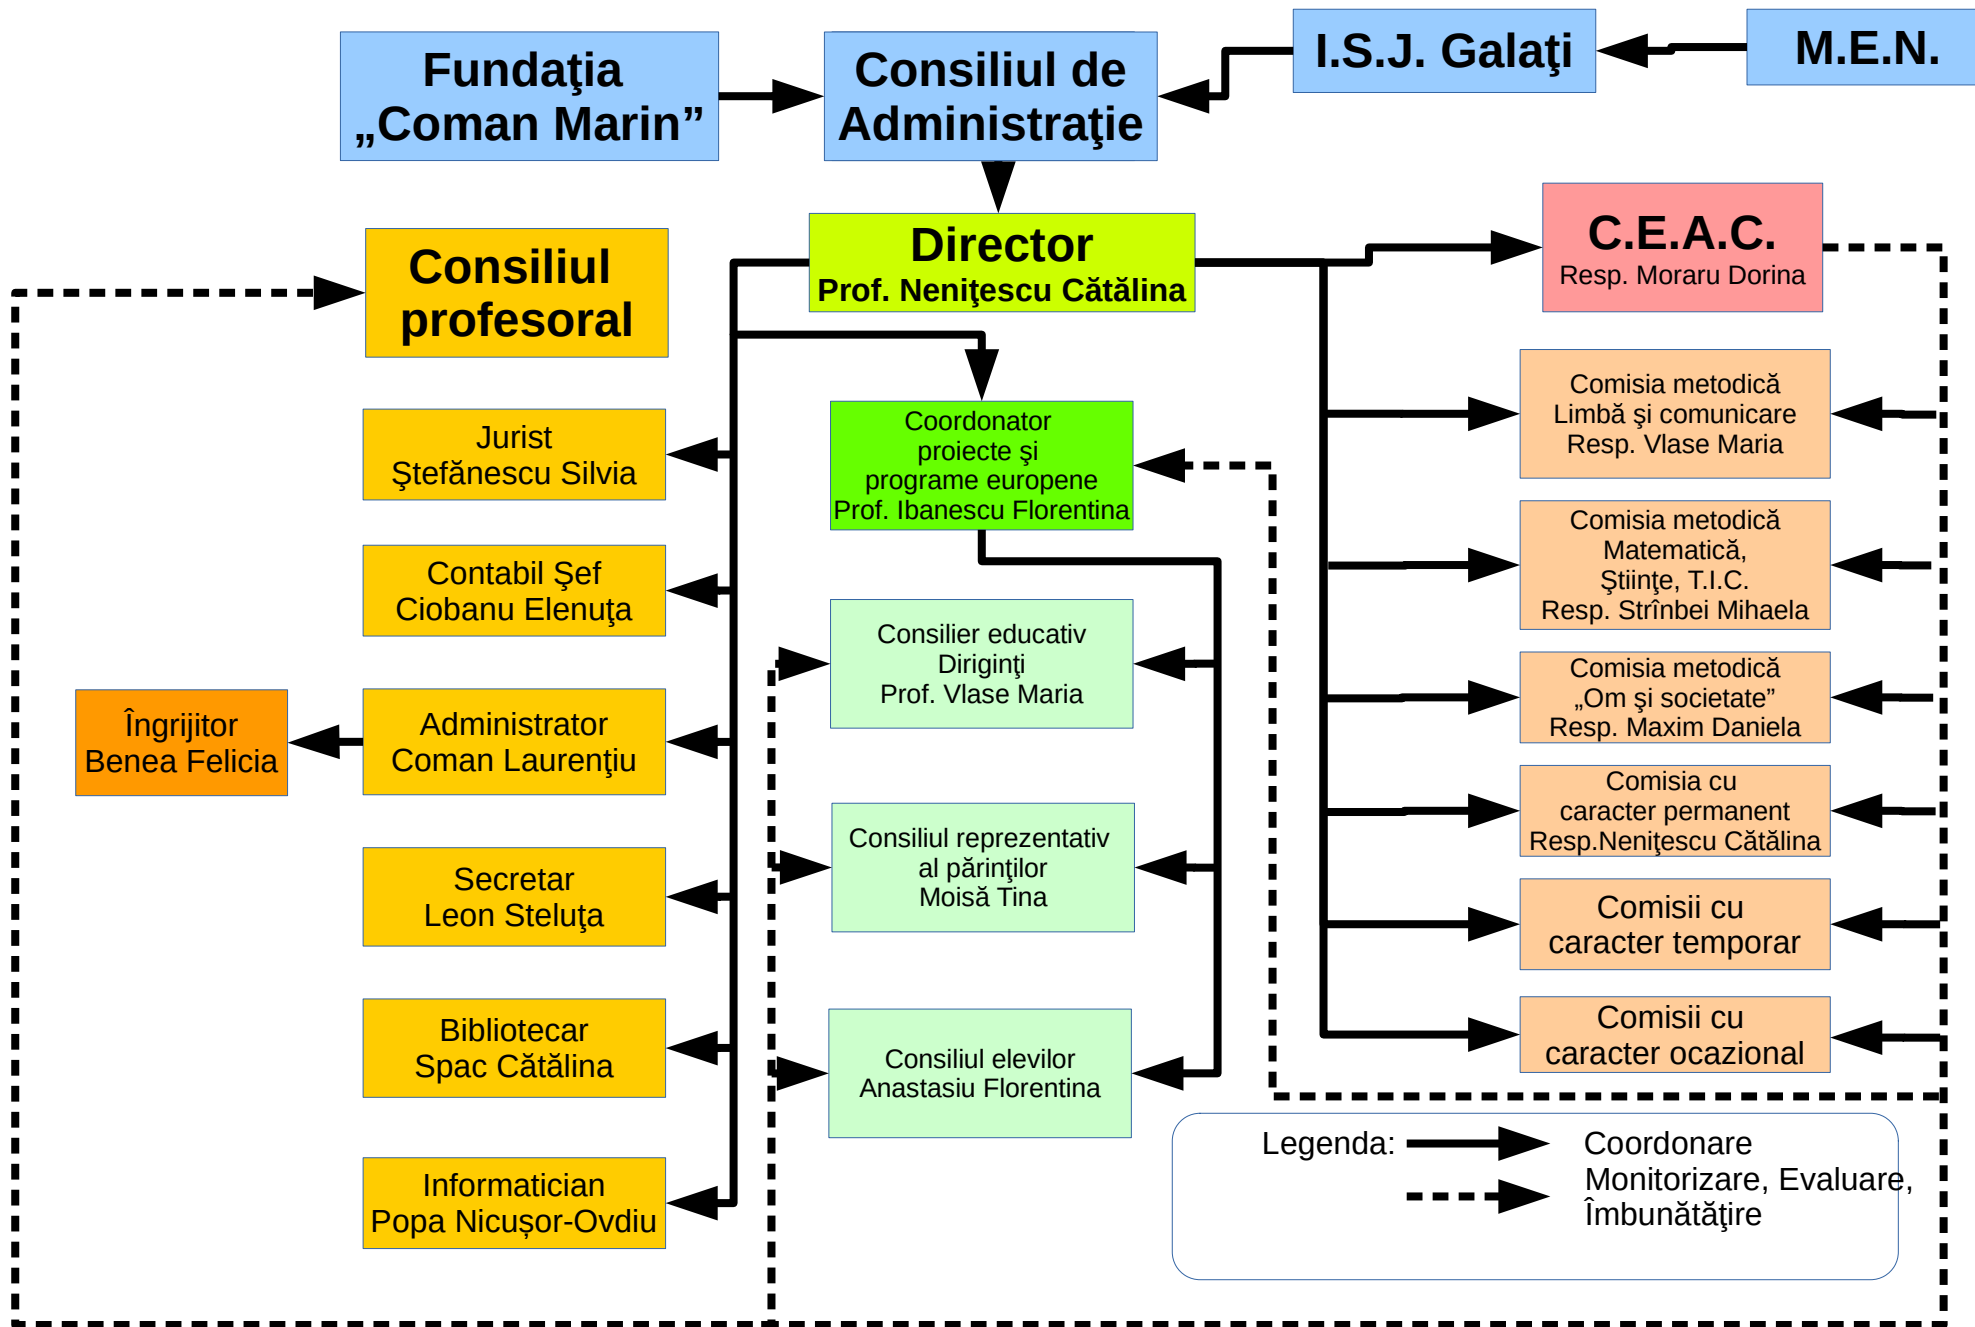 Fundaţia
„Coman Marin”
Consiliul de
Administraţie
I.S.J. Galaţi
M.E.N.
Director
Prof. Neniţescu Cătălina
C.E.A.C.
Resp. Moraru Dorina
Consiliul
profesoral
Jurist
Ştefănescu Silvia
Contabil Şef
Ciobanu Elenuţa
Îngrijitor
Benea Felicia
Administrator
Coman Laurenţiu
Secretar
Leon Steluţa
Bibliotecar
Spac Cătălina
Informatician
Popa Nicușor-Ovdiu
Coordonator
proiecte şi
programe europene
Prof. Ibanescu Florentina
Consilier educativ
Diriginţi
Prof. Vlase Maria
Consiliul reprezentativ
al părinţilor
Moisă Tina
Consiliul elevilor
Anastasiu Florentina
Comisia metodică
Limbă şi comunicare
Resp. Vlase Maria
Comisia metodică
Matematică,
Ştiinţe, T.I.C.
Resp. Strînbei Mihaela
Comisia metodică
„Om şi societate”
Resp. Maxim Daniela
Comisia cu
caracter permanent
Resp.Neniţescu Cătălina
Comisii cu
caracter temporar
Comisii cu
caracter ocazional
Legenda:
Coordonare
Monitorizare, Evaluare,
Îmbunătăţire